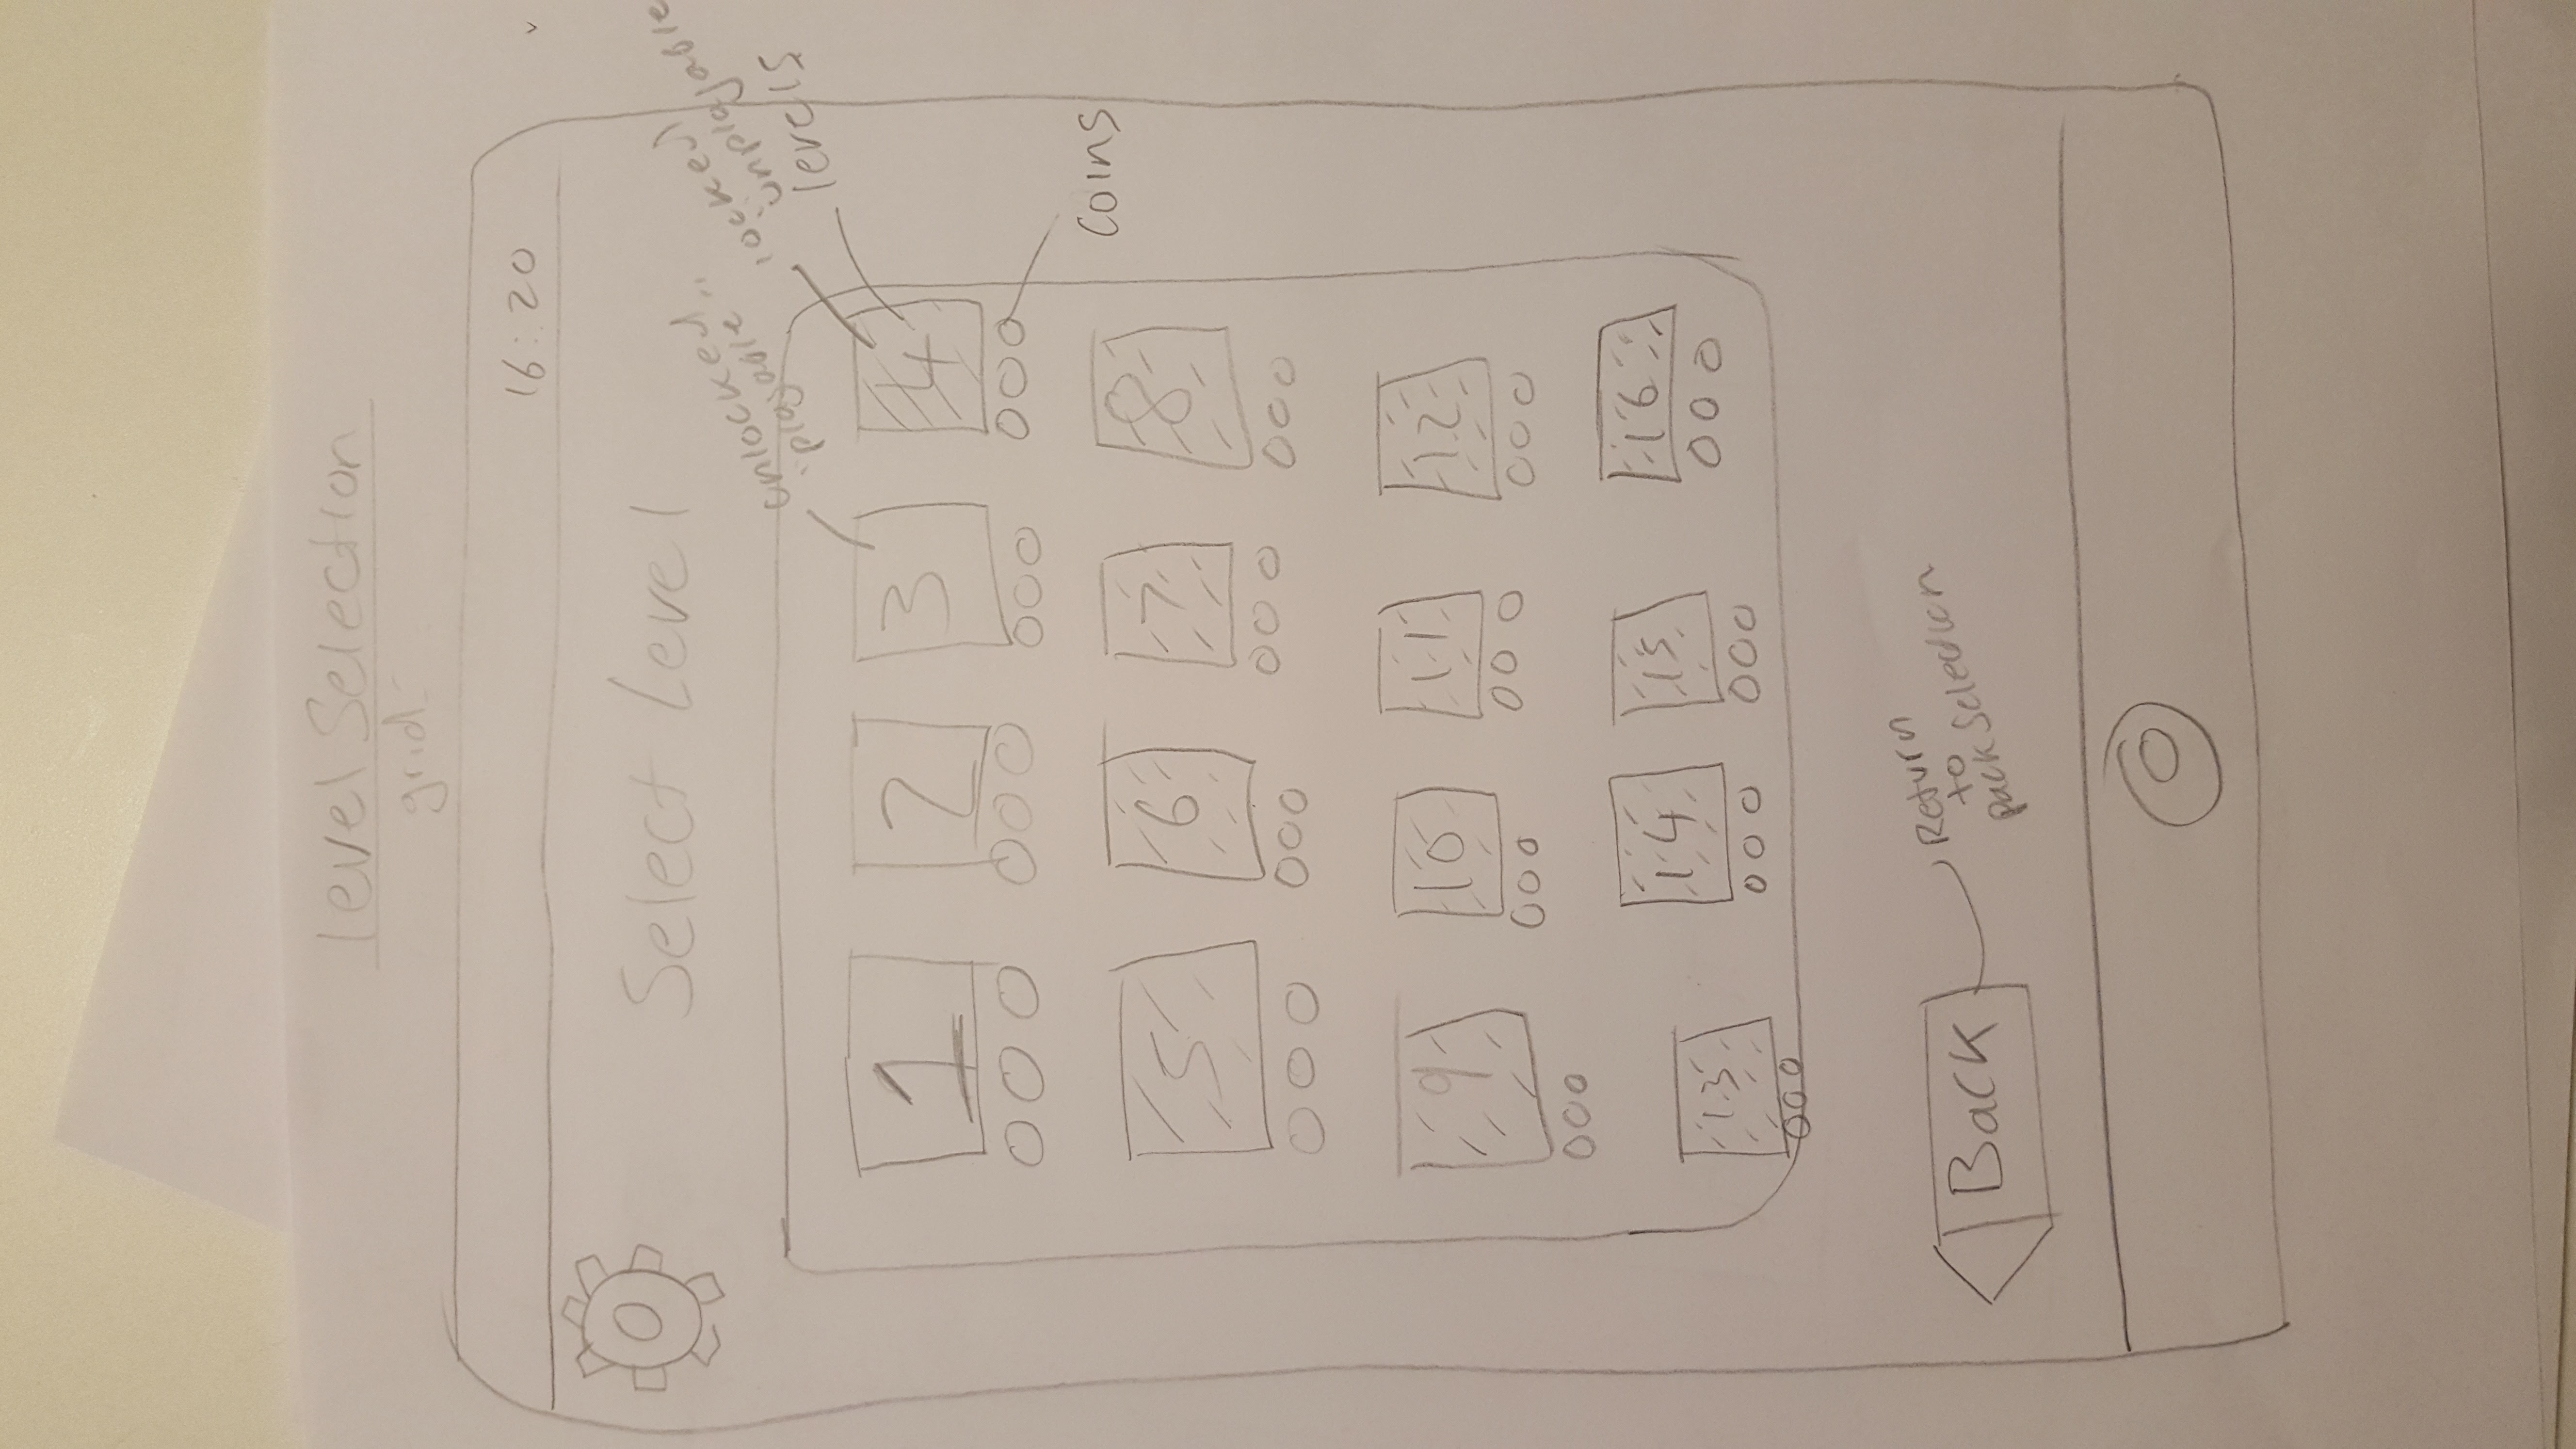 level Selection
grid
16:20
Select Level
unlocked
"playable"
locked
unplayable
levels
1 2 3 4
coins
5 6 7 8
9 10 11 12
13 14 15 16
Back
Return
to
pack Selection